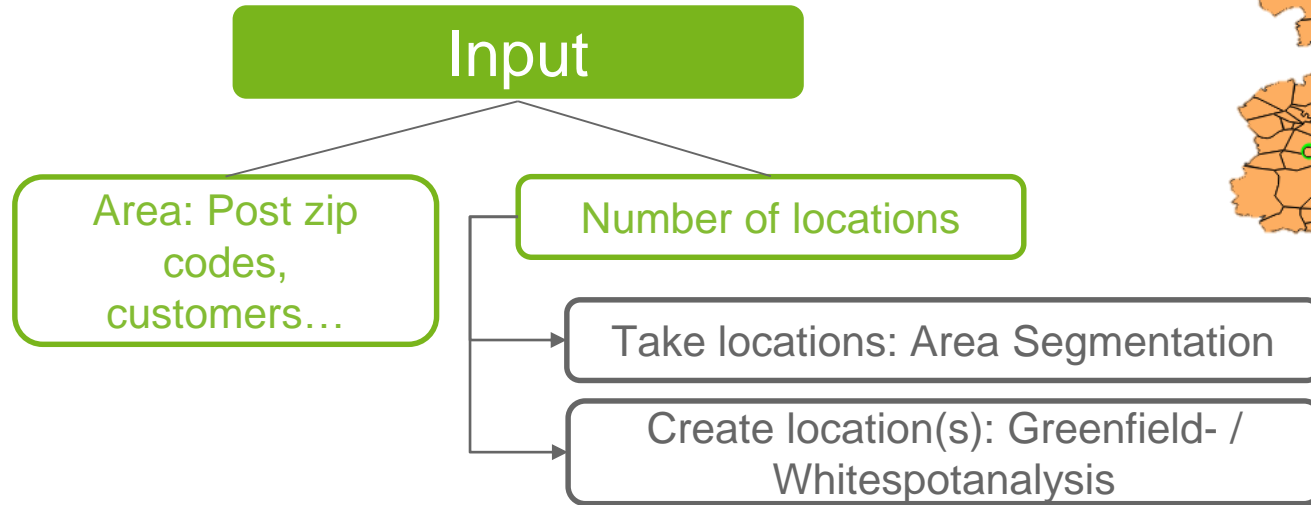 Input
Area: Post zip
codes,
customers…
Number of locations
Take locations: Area Segmentation
Create location(s): Greenfield- /
Whitespotanalysis